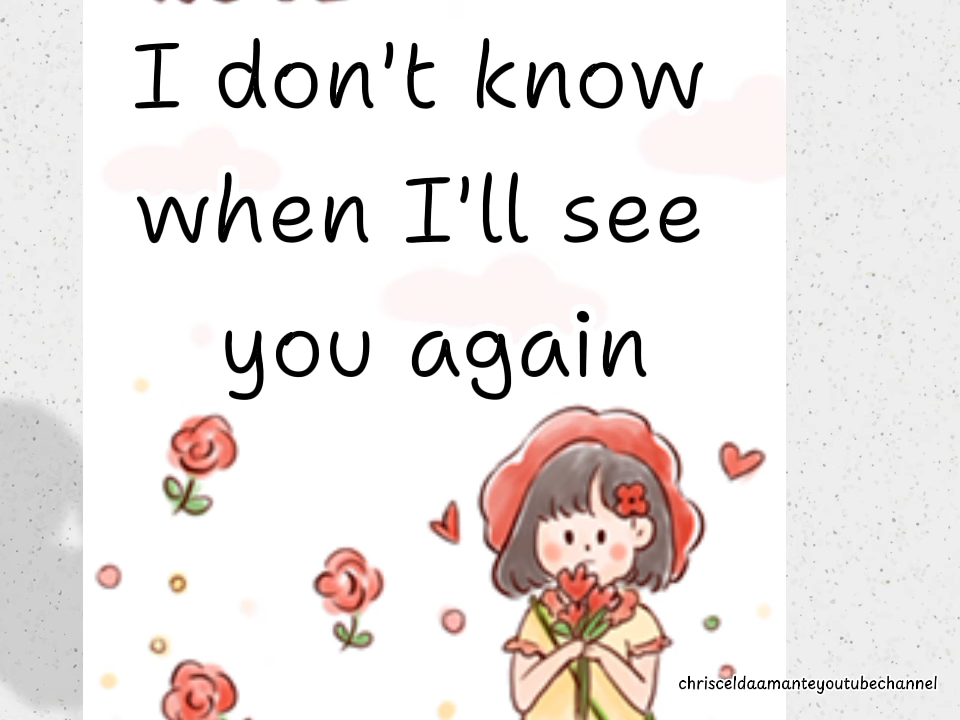 I don't know
when I'll see
you again
chrisceldaamanteyoutubechannel